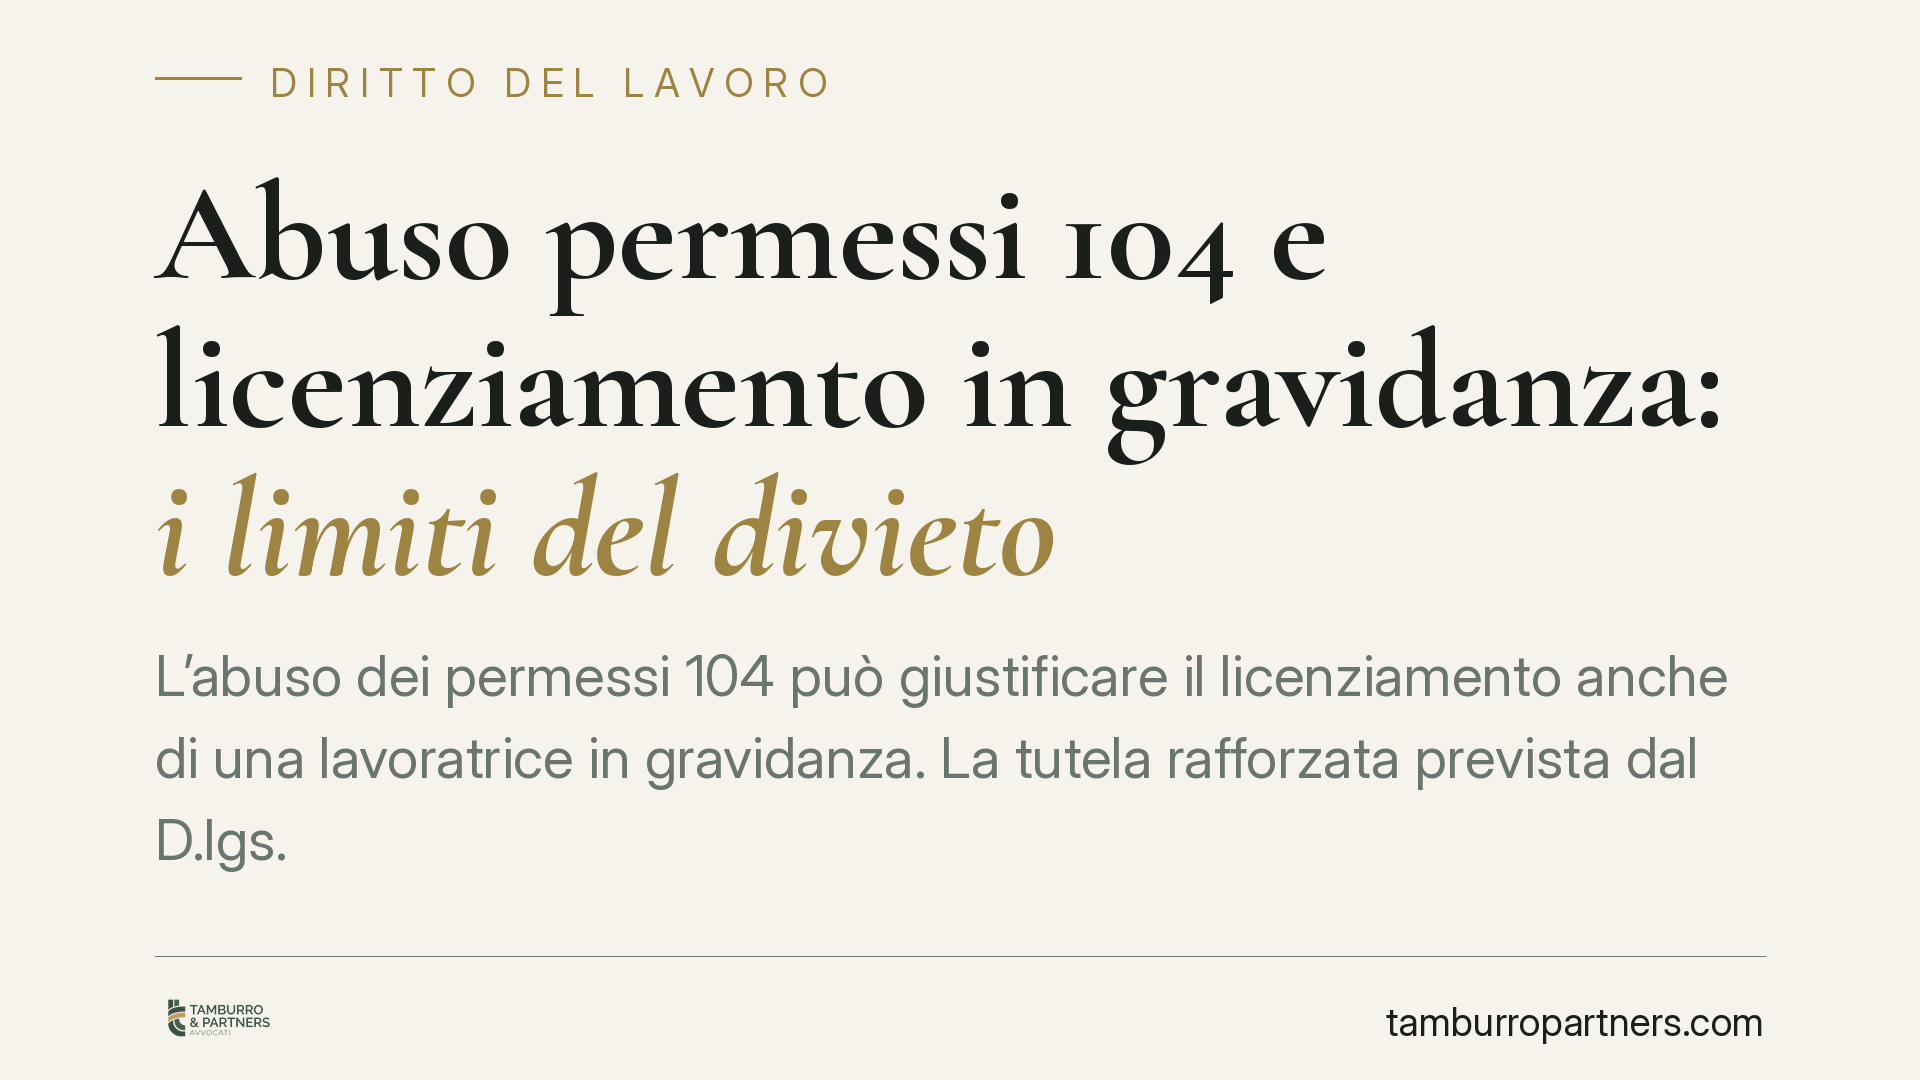 DIRITTO DEL LAVORO
Abuso permessi 104 e
licenziamento in gravidanza:
i limiti del divieto
L’abuso dei permessi 104 può giustificare il licenziamento anche
di una lavoratrice in gravidanza. La tutela rafforzata prevista dal
D.lgs.
TAMBURRO
& PARTNERS
AVVOCATI
tamburropartners.com